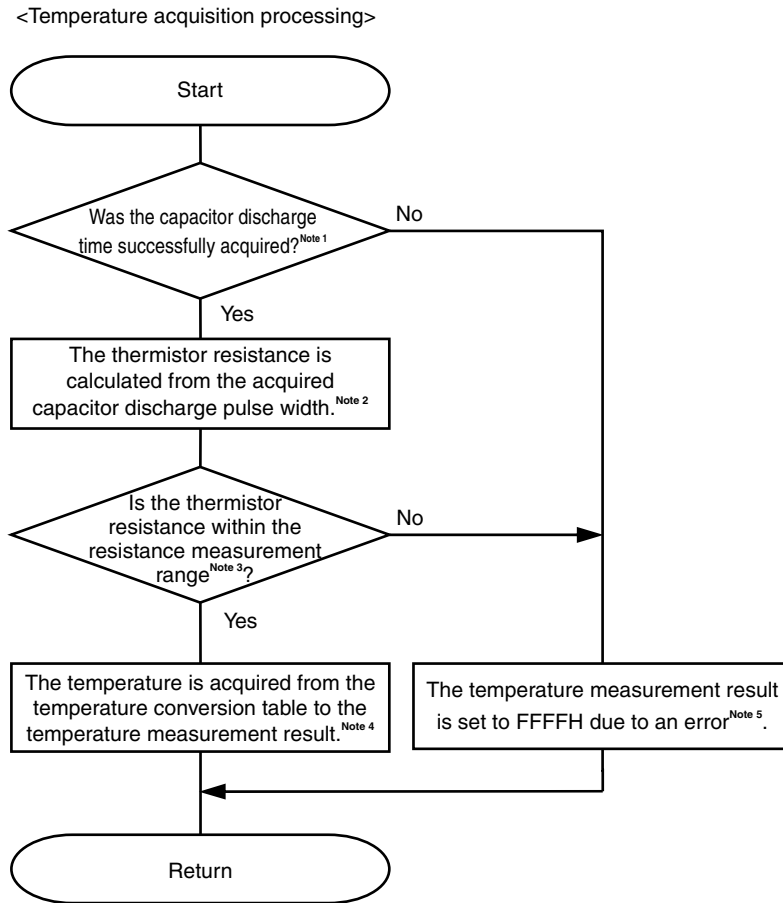 <Temperature acquisition processing>
Start
Was the capacitor discharge
time successfully acquired?Note 1
No
Yes
The thermistor resistance is
calculated from the acquired
capacitor discharge pulse width.Note 2
Is the thermistor
resistance within the
resistance measurement
rangeNote 3?
No
Yes
The temperature is acquired from the
temperature conversion table to the
temperature measurement result.Note 4
The temperature measurement result
is set to FFFFH due to an errorNote 5.
Return